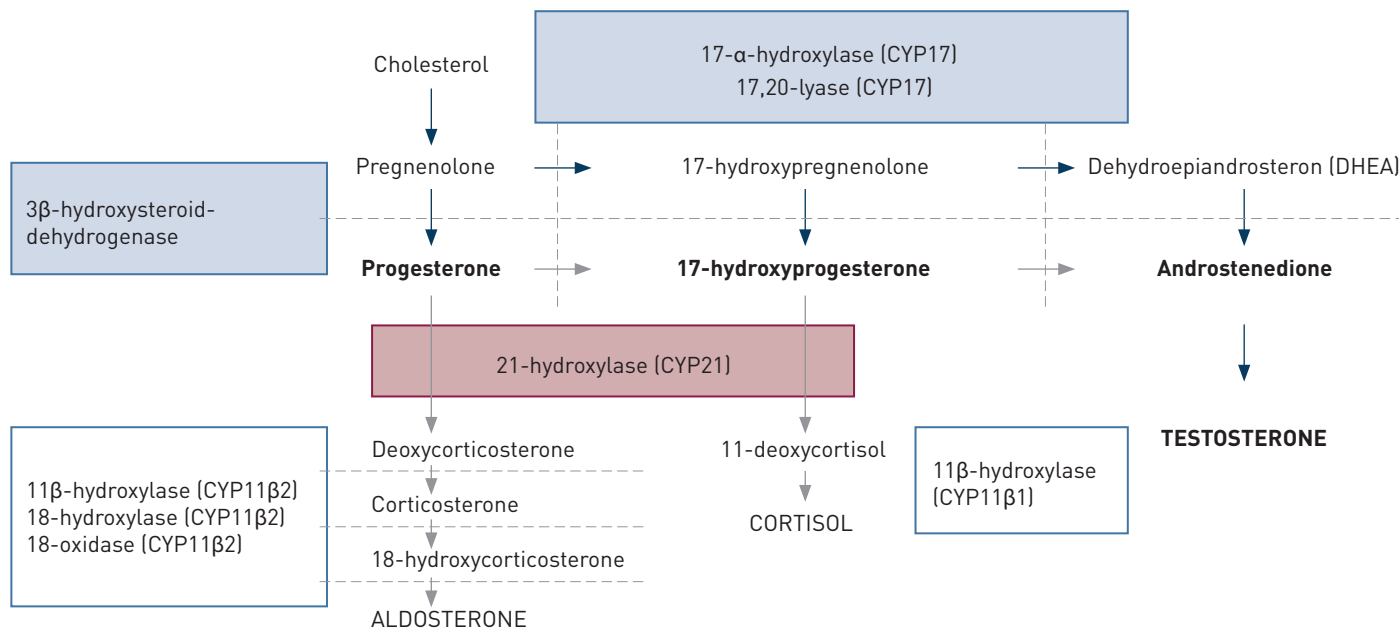 17-α-hydroxylase (CYP17)
17,20-lyase (CYP17)
Cholesterol
Pregnenolone
17-hydroxypregnenolone
Dehydroepiandrosteron (DHEA)
3β-hydroxysteroid-
dehydrogenase
Progesterone
17-hydroxyprogesterone
Androstenedione
21-hydroxylase (CYP21)
Deoxycorticosterone
11-deoxycortisol
TESTOSTERONE
11β-hydroxylase (CYP11β2)
18-hydroxylase (CYP11β2)
18-oxidase (CYP11β2)
Corticosterone
CORTISOL
11β-hydroxylase
(CYP11β1)
18-hydroxycorticosterone
ALDOSTERONE